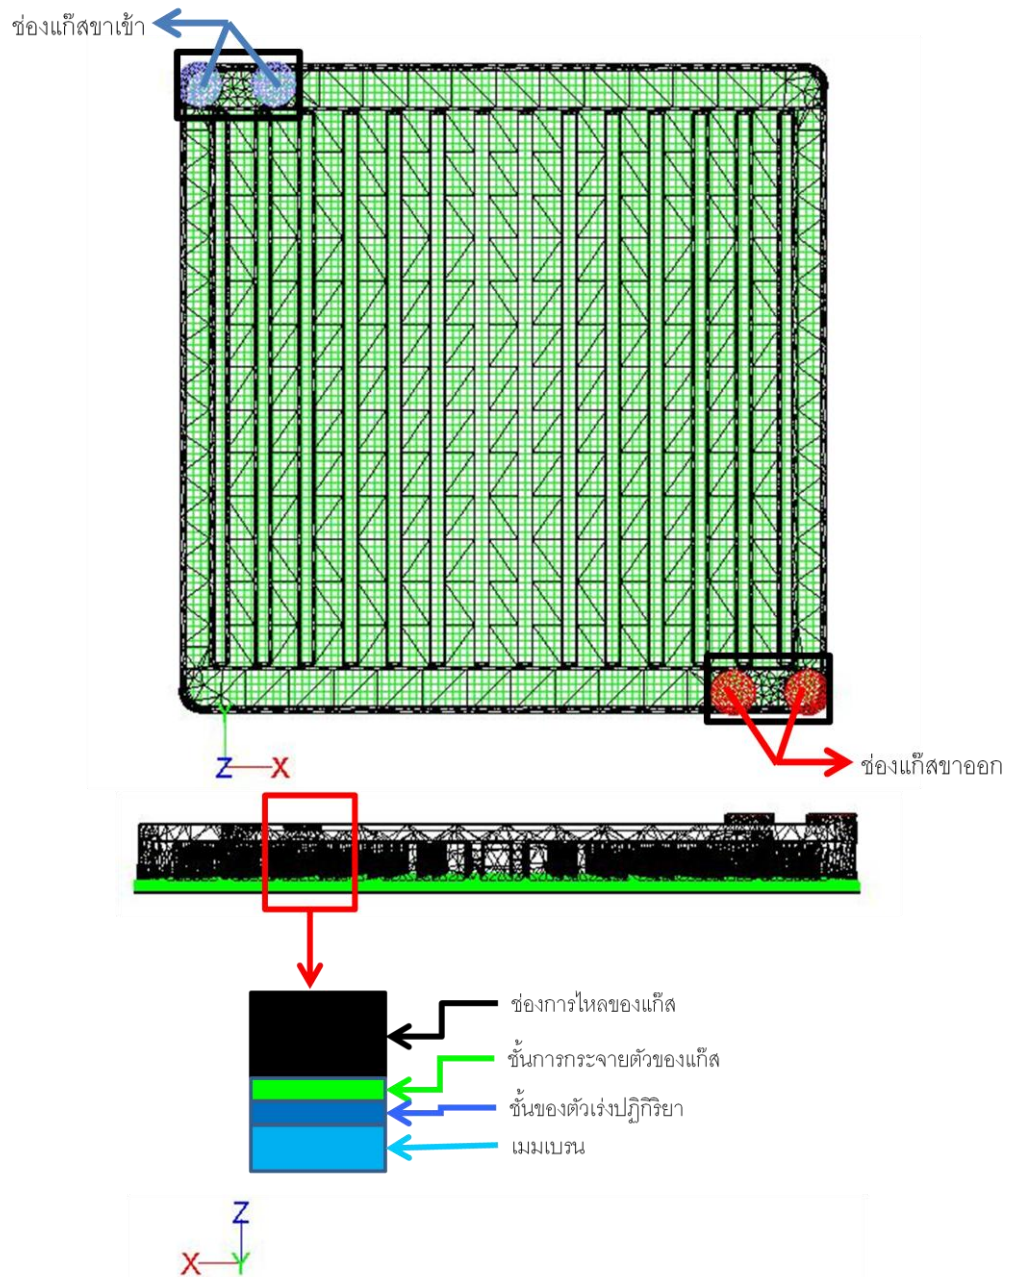 ช่องแก๊สขาเข้า
Y
Z X
ช่องแก๊สขาออก
ช่องการไหลของแก๊ส
ชั้นการกระจายตัวของแก๊ส
ชั้นของตัวเร่งปฏิกิริยา
เมมเบรน
Z
X Y